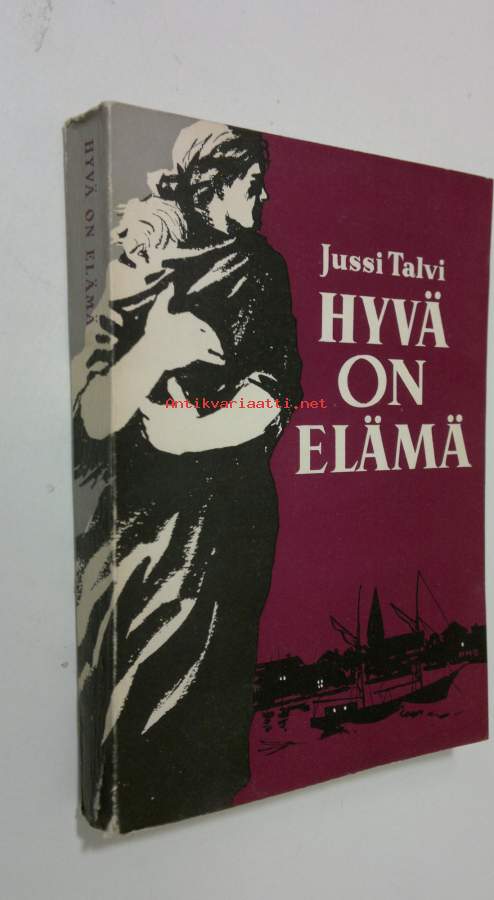 HYVÄ ON ELÄMÄ
Jussi Talvi
HYVÄ
ON
ELÄMÄ
Antikvariaatti.net